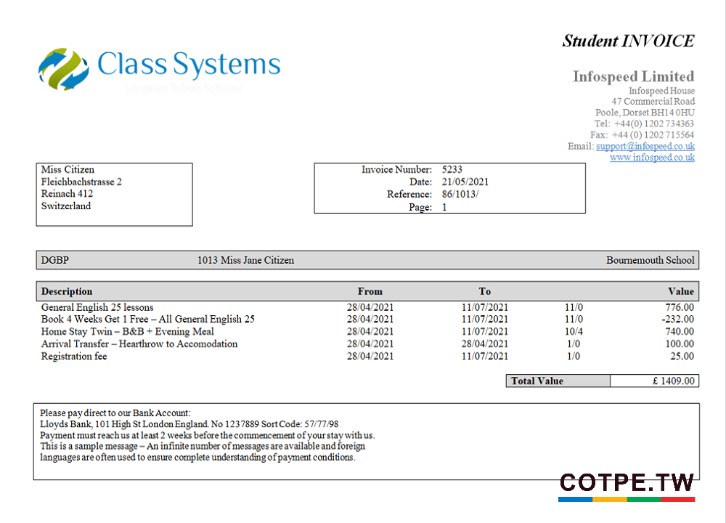 Student INVOICE
Class Systems
Infospeed Limited
Infospeed House
47 Commercial Road
Poole, Dorset BH14 0HU
Tel: +44(0) 1202 734363
Fax: +44 (0) 1202 715564
Email: support@infospeed.co.uk
www.infospeed.co.uk
Miss Citizen
Fleichbachstrasse 2
Reinach 412
Switzerland
Invoice Number: 5233
Date: 21/05/2021
Reference: 86/1013/
Page: 1
DGBP 1013 Miss Jane Citizen Bournemouth School
Description From To Value
General English 25 lessons 28/04/2021 11/07/2021 11/0 776.00
Book 4 Weeks Get 1 Free – All General English 25 28/04/2021 11/07/2021 11/0 -232.00
Home Stay Twin – B&B + Evening Meal 28/04/2021 11/07/2021 10/4 740.00
Arrival Transfer – Hearthrow to Accomodation 28/04/2021 28/04/2021 1/0 100.00
Registration fee 28/04/2021 11/07/2021 1/0 25.00
Total Value £ 1409.00
Please pay direct to our Bank Account:
Lloyds Bank, 101 High St London England. No 1237889 Sort Code: 57/77/98
Payment must reach us at least 2 weeks before the commencement of your stay with us.
This is a sample message – An infinite number of messages are available and foreign
languages are often used to ensure complete understanding of payment conditions.
COTPE.TW